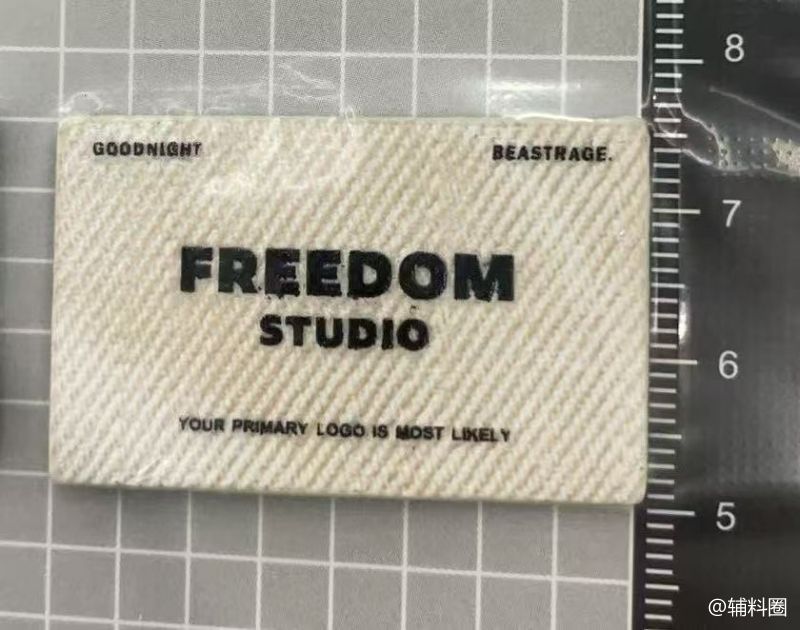 GOODNIGHT BEASTRAGE.
FREEDOM
STUDIO
YOUR PRIMARY LOGO IS MOST LIKELY
8
7
6
5
@辅料圈